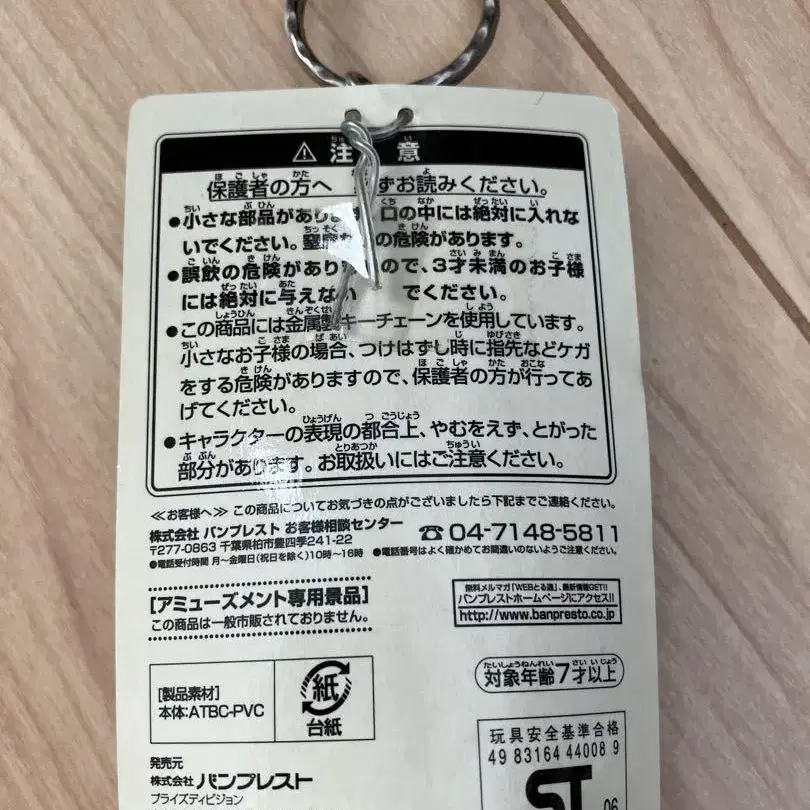 ⚠ 注 意
保護者の方へ ずお読みください。
●小さな部品があります 口の中には絶対に入れな
いでください。窒息 の危険があります。
●誤飲の危険があり ので、3才未満のお子様
には絶対に与えない でください。
●この商品には金属製キーチェーンを使用しています。
小さなお子様の場合、つけはずし時に指先などケガ
をする危険がありますので、保護者の方が行ってあ
げてください。
●キャラクターの表現の都合上、やむをえず、とがった
部分があります。お取扱いにはご注意ください。
≪お客様へ≫ この商品についてお気づきの点がございましたら下記までご連絡ください。
株式会社 バンプレスト お客様相談センター ☎04-7148-5811
〒277-0863 千葉県柏市豊四季241-22
●電話受付時間 月～金曜日(祝日を除く)10時～16時 ●電話番号はよく確かめてお間違いのないようご注意ください。
[アミューズメント専用景品]
この商品は一般市販されておりません。
無料メルマガ「WEBとる通」、最新情報GET!!
バンプレストホームページにアクセス!!
http://www.banpresto.co.jp
[製品素材]
本体:ATBC-PVC
紙
台紙
対象年齢7才以上
玩具安全基準合格
49 83164 44008 9
ST
06
発売元
株式会社 バンプレスト
プライズディビジョン